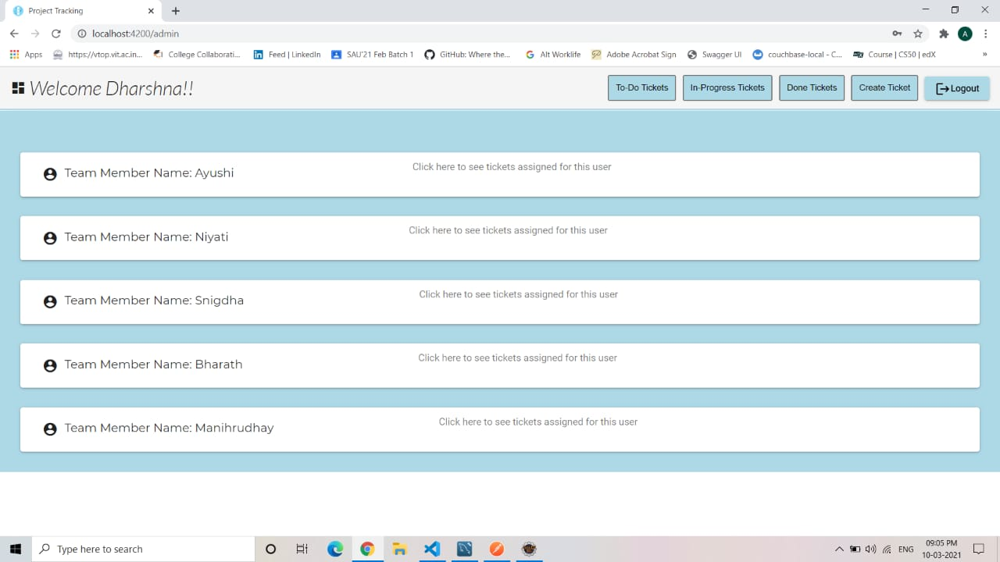 Project Tracking
localhost:4200/admin
A
Apps https://vtop.vit.ac.in... College Collaborati... Feed | LinkedIn SAU'21 Feb Batch 1 GitHub: Where the... Alt Worklife Adobe Acrobat Sign Swagger UI couchbase-local - C... Course | CS50 | edX »
Welcome Dharshna!! To-Do Tickets In-Progress Tickets Done Tickets Create Ticket Logout
Team Member Name: Ayushi Click here to see tickets assigned for this user
Team Member Name: Niyati Click here to see tickets assigned for this user
Team Member Name: Snigdha Click here to see tickets assigned for this user
Team Member Name: Bharath Click here to see tickets assigned for this user
Team Member Name: Manihrudhay Click here to see tickets assigned for this user
Type here to search
ENG
09:05 PM
10-03-2021